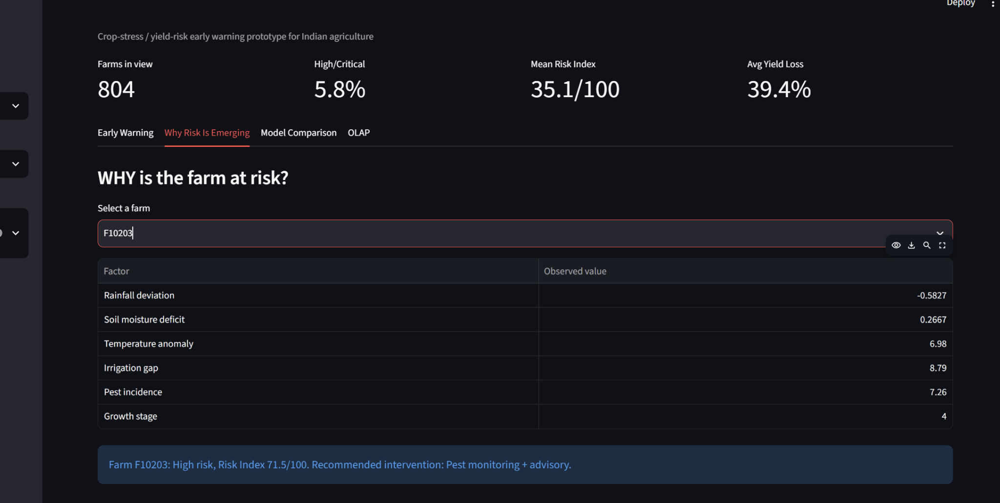 Deploy
Crop-stress / yield-risk early warning prototype for Indian agriculture
Farms in view High/Critical Mean Risk Index Avg Yield Loss
804 5.8% 35.1/100 39.4%
Early Warning Why Risk Is Emerging Model Comparison OLAP
WHY is the farm at risk?
Select a farm
F10203
Factor Observed value
Rainfall deviation -0.5827
Soil moisture deficit 0.2667
Temperature anomaly 6.98
Irrigation gap 8.79
Pest incidence 7.26
Growth stage 4
Farm F10203: High risk, Risk Index 71.5/100. Recommended intervention: Pest monitoring + advisory.